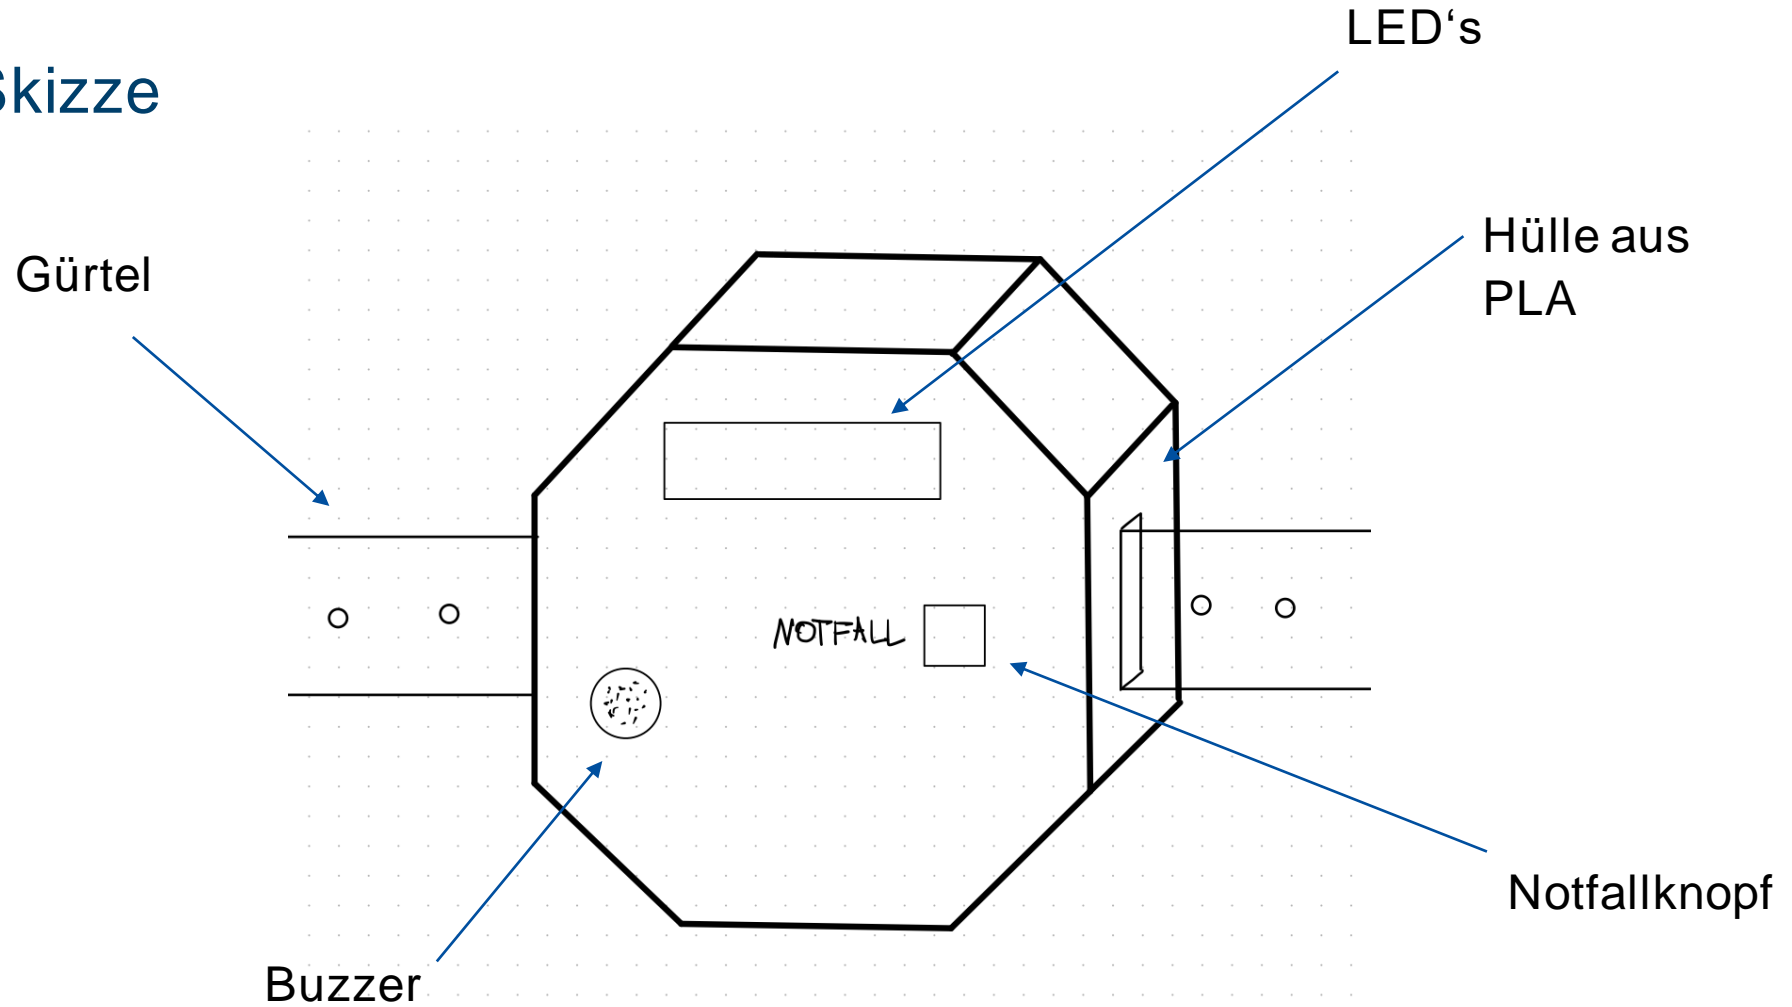 LED‘s
Skizze
Hülle aus
PLA
Gürtel
NOTFALL
Notfallknopf
Buzzer